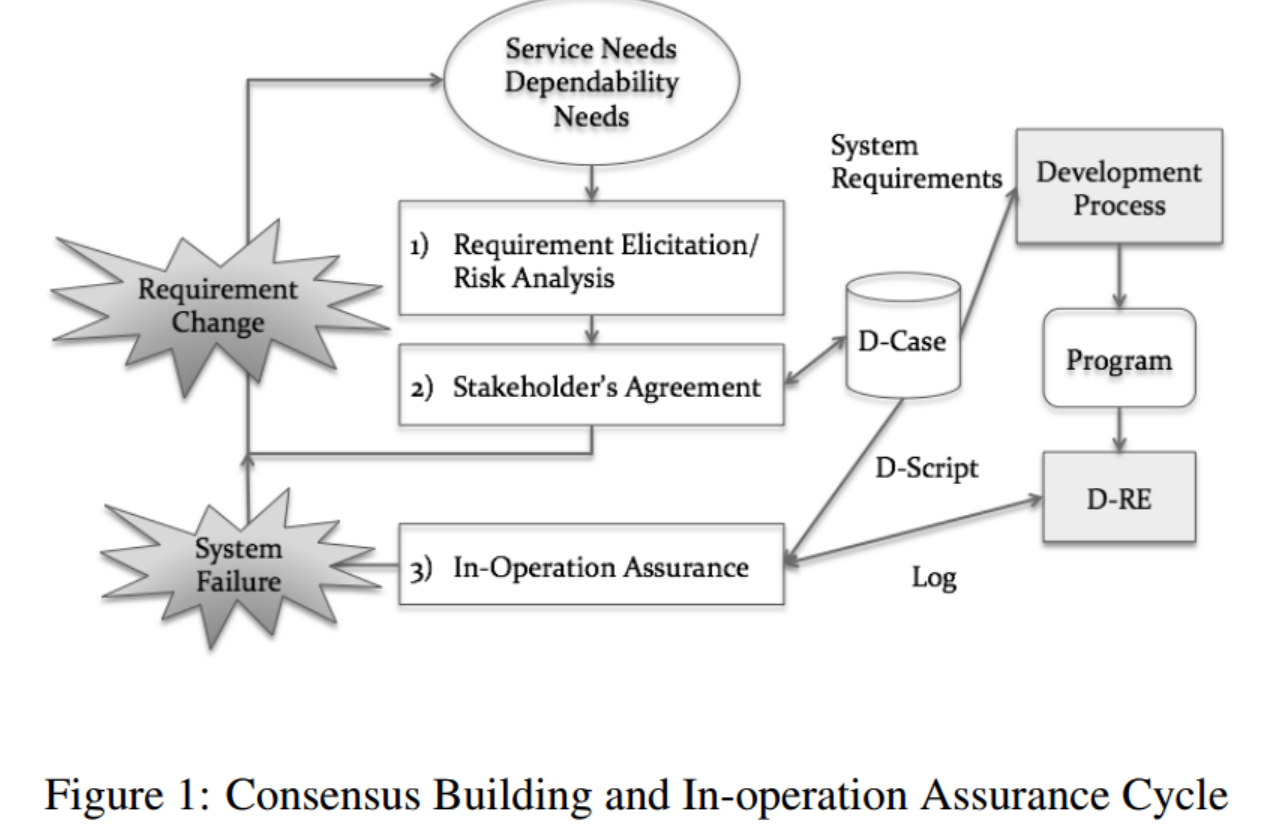 Service Needs
Dependability
Needs
System
Requirements
Development
Process
1) Requirement Elicitation/
Risk Analysis
Requirement
Change
D-Case
Program
2) Stakeholder’s Agreement
D-Script
D-RE
System
Failure
3) In-Operation Assurance
Log
Figure 1: Consensus Building and In-operation Assurance Cycle